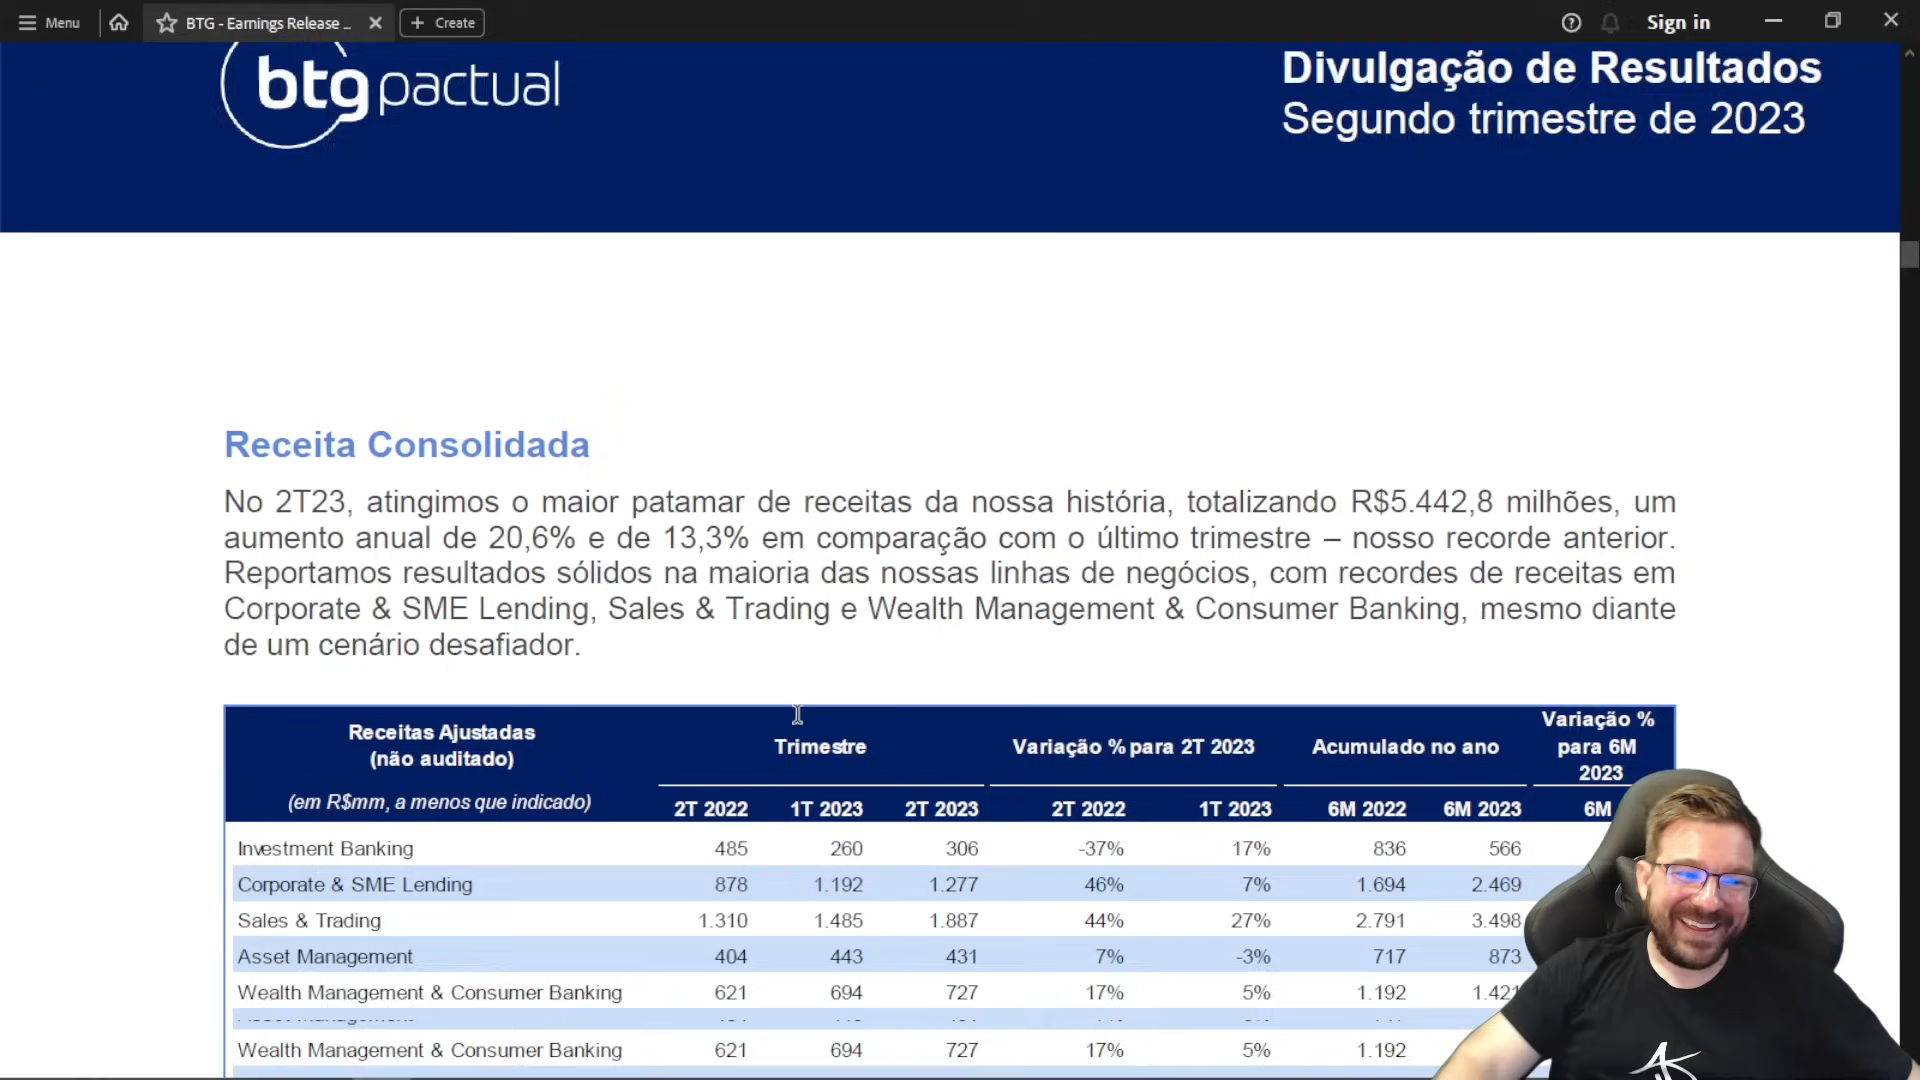 Menu
BTG - Earnings Release ...
Create
Sign in
btg pactual
Divulgação de Resultados
Segundo trimestre de 2023
Receita Consolidada
No 2T23, atingimos o maior patamar de receitas da nossa história, totalizando R$5.442,8 milhões, um
aumento anual de 20,6% e de 13,3% em comparação com o último trimestre – nosso recorde anterior.
Reportamos resultados sólidos na maioria das nossas linhas de negócios, com recordes de receitas em
Corporate & SME Lending, Sales & Trading e Wealth Management & Consumer Banking, mesmo diante
de um cenário desafiador.
Receitas Ajustadas
(não auditado)
(em R$mm, a menos que indicado)
Trimestre
Variação % para 2T 2023
Acumulado no ano
Variação %
para 6M
2023
2T 2022 1T 2023 2T 2023 2T 2022 1T 2023 6M 2022 6M 2023 6M
Investment Banking 485 260 306 -37% 17% 836 566
Corporate & SME Lending 878 1.192 1.277 46% 7% 1.694 2.469
Sales & Trading 1.310 1.485 1.887 44% 27% 2.791 3.498
Asset Management 404 443 431 7% -3% 717 873
Wealth Management & Consumer Banking 621 694 727 17% 5% 1.192 1.421
Wealth Management & Consumer Banking 621 694 727 17% 5% 1.192